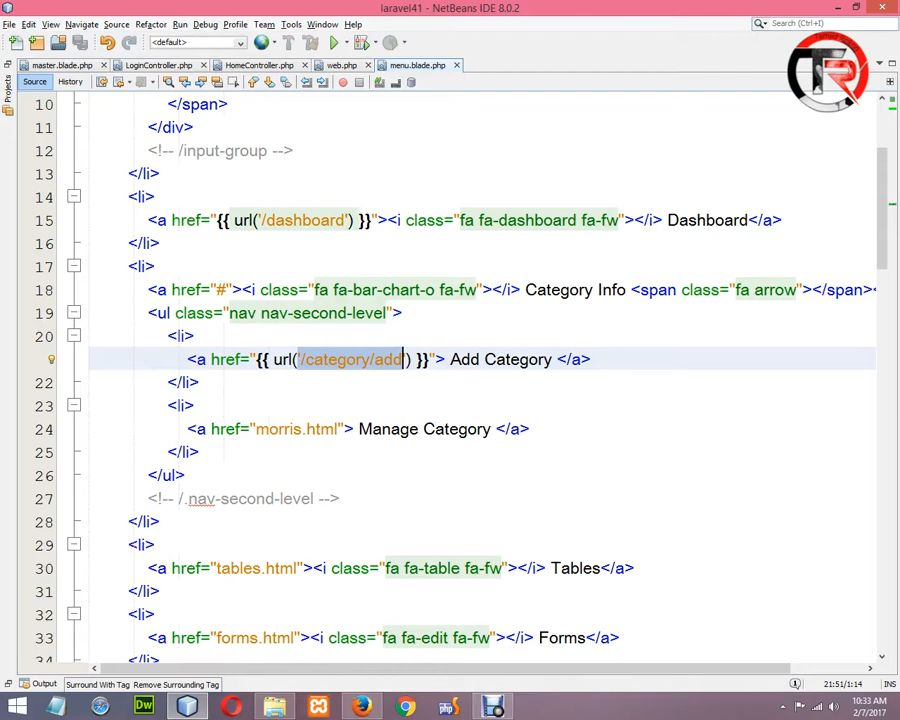 laravel41 - NetBeans IDE 8.0.2
File Edit View Navigate Source Refactor Run Debug Profile Team Tools Window Help
Search (Ctrl+I)
<default>
master.blade.php LoginController.php HomeController.php web.php menu.blade.php
Source History
Projects
10 </span>
11 </div>
12 <!-- /input-group -->
13 </li>
14 <li>
15 <a href="{{ url('/dashboard') }}"><i class="fa fa-dashboard fa-fw"></i> Dashboard</a>
16 </li>
17 <li>
18 <a href="#"><i class="fa fa-bar-chart-o fa-fw"></i> Category Info <span class="fa arrow"></span><
19 <ul class="nav nav-second-level">
20 <li>
<a href="{{ url('/category/add') }}"> Add Category </a>
22 </li>
23 <li>
24 <a href="morris.html"> Manage Category </a>
25 </li>
26 </ul>
27 <!-- /.nav-second-level -->
28 </li>
29 <li>
30 <a href="tables.html"><i class="fa fa-table fa-fw"></i> Tables</a>
31 </li>
32 <li>
33 <a href="forms.html"><i class="fa fa-edit fa-fw"></i> Forms</a>
34 </li>
Output Surround With Tag Remove Surrounding Tag 21:51/1:14 INS
10:33 AM
2/7/2017